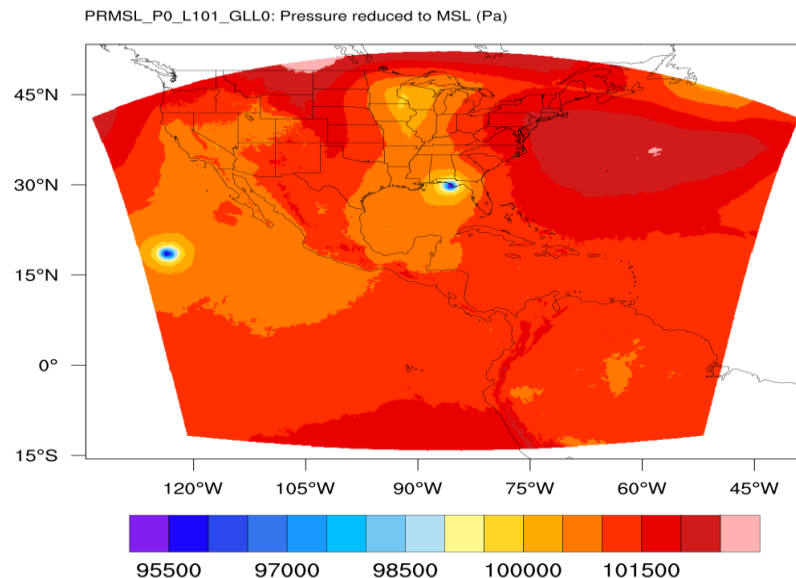 PRMSL_P0_L101_GLL0: Pressure reduced to MSL (Pa)
45°N
30°N
15°N
0°
15°S
120°W 105°W 90°W 75°W 60°W 45°W
95500 97000 98500 100000 101500